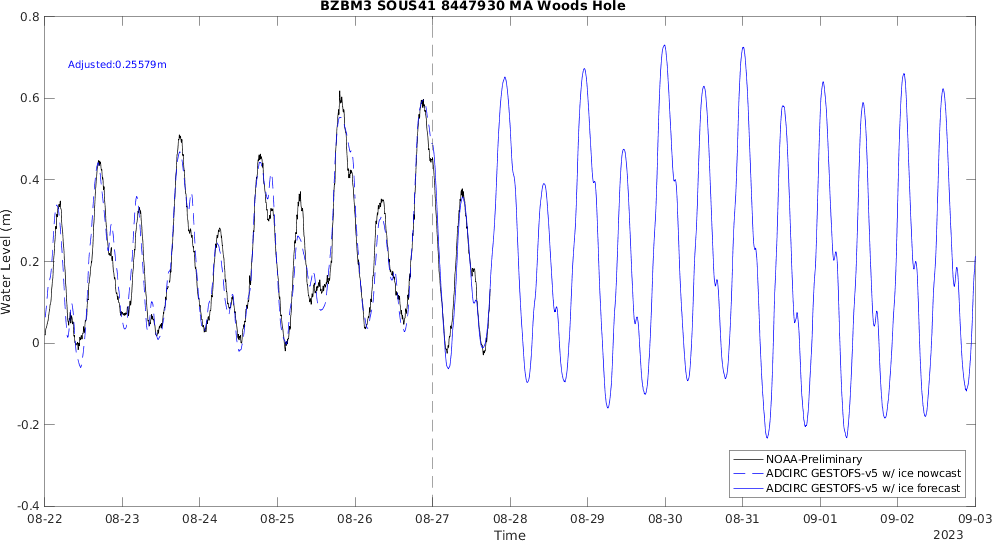 BZBM3 SOUS41 8447930 MA Woods Hole
0.8
Adjusted:0.25579m
0.6
0.4
0.2
0
-0.2
-0.4
Water Level (m)
NOAA-Preliminary
ADCIRC GESTOFS-v5 w/ ice nowcast
ADCIRC GESTOFS-v5 w/ ice forecast
08-22 08-23 08-24 08-25 08-26 08-27 08-28 08-29 08-30 08-31 09-01 09-02 09-03
Time
2023